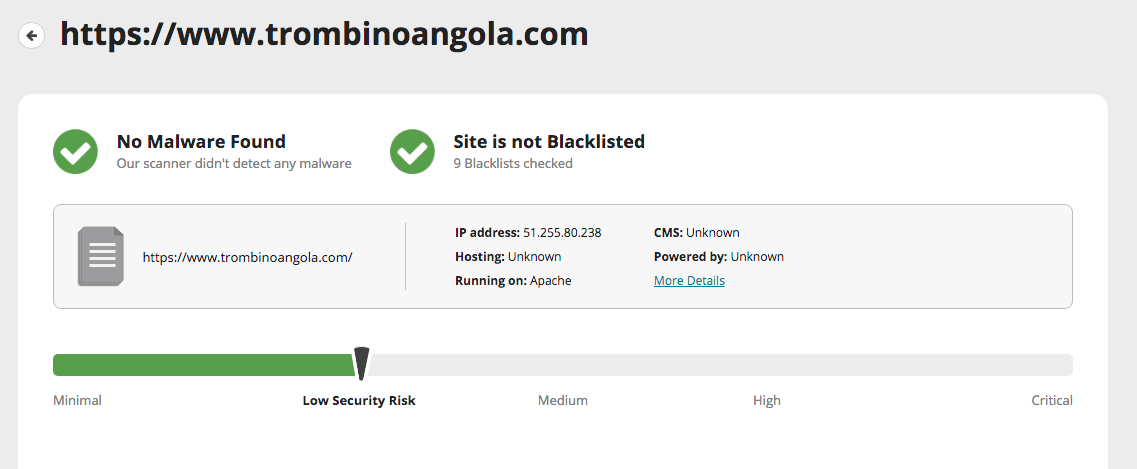 https://www.trombinoangola.com
No Malware Found
Our scanner didn't detect any malware
Site is not Blacklisted
9 Blacklists checked
https://www.trombinoangola.com/
IP address: 51.255.80.238
Hosting: Unknown
Running on: Apache
CMS: Unknown
Powered by: Unknown
More Details
Minimal
Low Security Risk
Medium
High
Critical